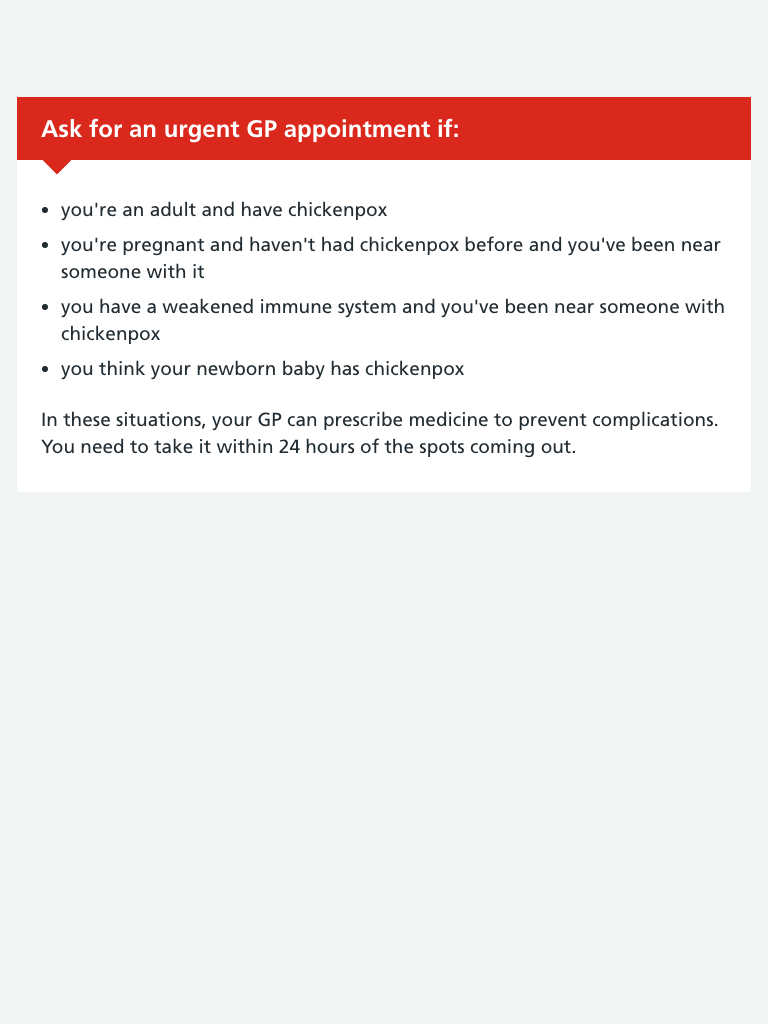 Ask for an urgent GP appointment if:
• you're an adult and have chickenpox
• you're pregnant and haven't had chickenpox before and you've been near
someone with it
• you have a weakened immune system and you've been near someone with
chickenpox
• you think your newborn baby has chickenpox
In these situations, your GP can prescribe medicine to prevent complications.
You need to take it within 24 hours of the spots coming out.